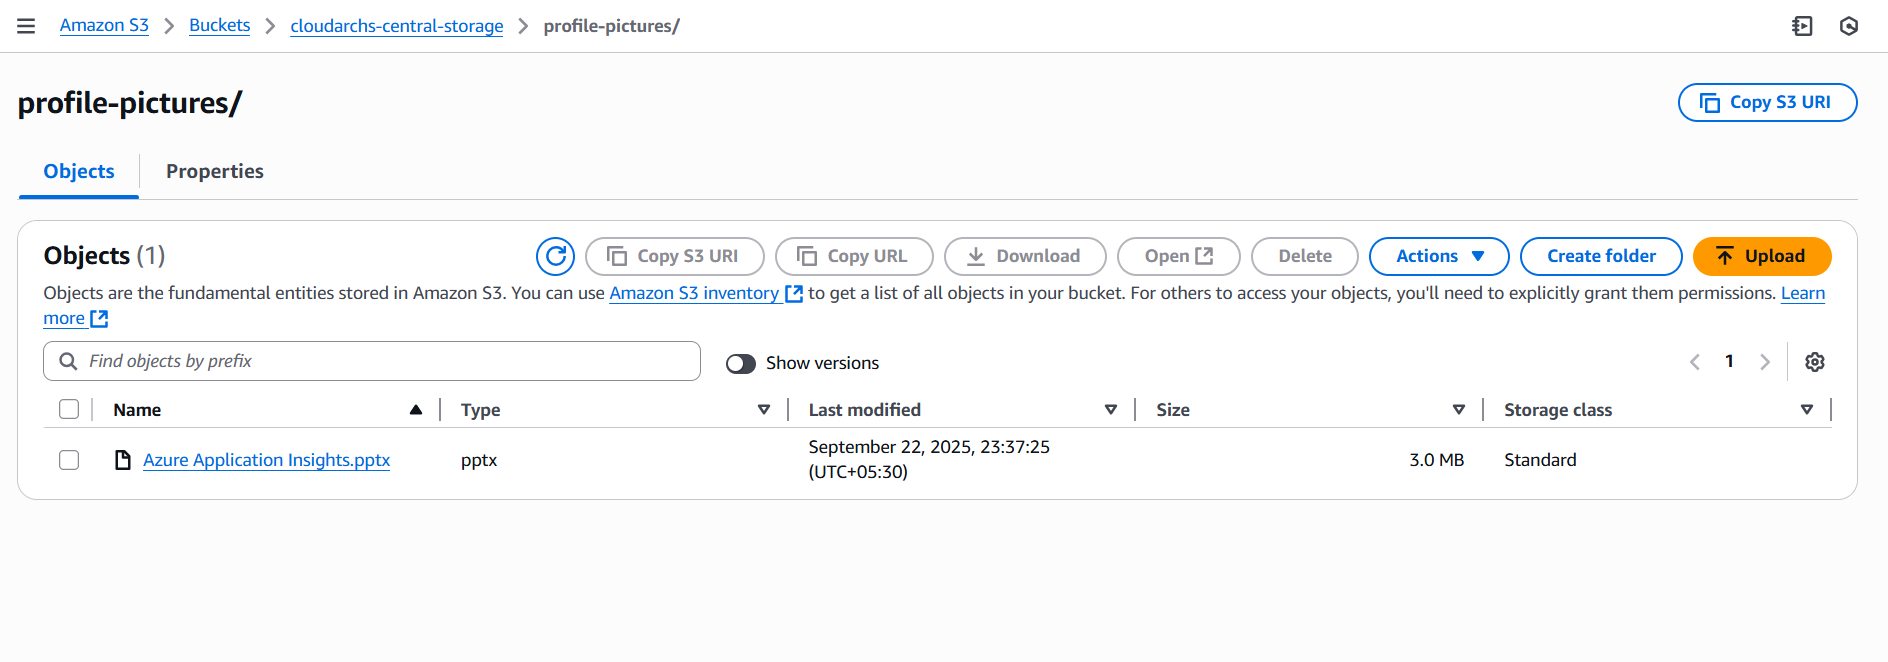 Amazon S3 > Buckets > cloudarchs-central-storage > profile-pictures/
profile-pictures/
Copy S3 URI
Objects
Properties
Objects (1)
Copy S3 URI
Copy URL
Download
Open
Delete
Actions
Create folder
Upload
Objects are the fundamental entities stored in Amazon S3. You can use Amazon S3 inventory to get a list of all objects in your bucket. For others to access your objects, you'll need to explicitly grant them permissions. Learn
more
Find objects by prefix
Show versions
1
Name
Type
Last modified
Size
Storage class
Azure Application Insights.pptx
pptx
September 22, 2025, 23:37:25
(UTC+05:30)
3.0 MB
Standard